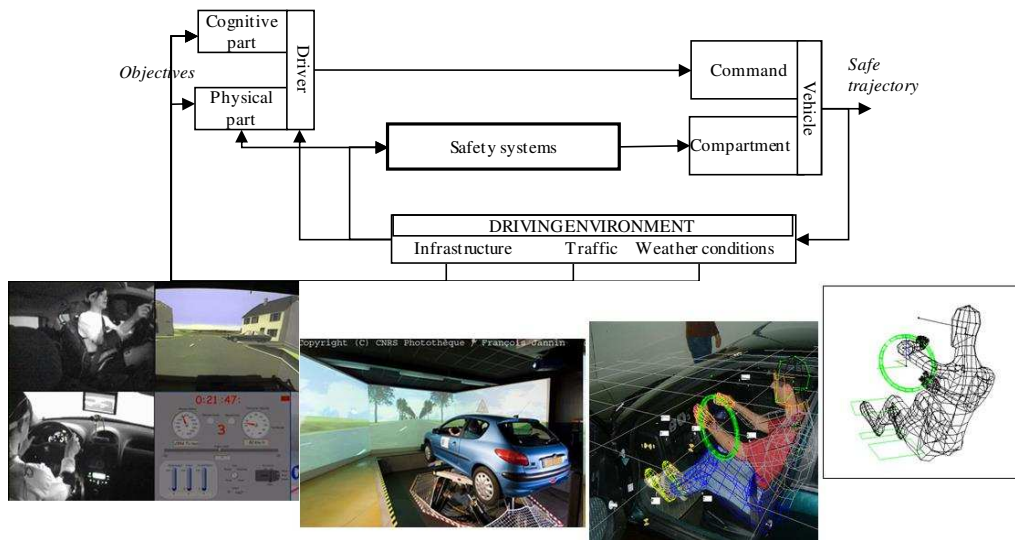 Cognitive
part
Driver
Objectives
Physical
part
Command
Vehicle
Safe
trajectory
Safety systems
Compartment
DRIVINGENVIRONMENT
Infrastructure
Traffic
Weather conditions
Copyright (C) CNRS Photothèque / François Jannin
0:21:47:
3